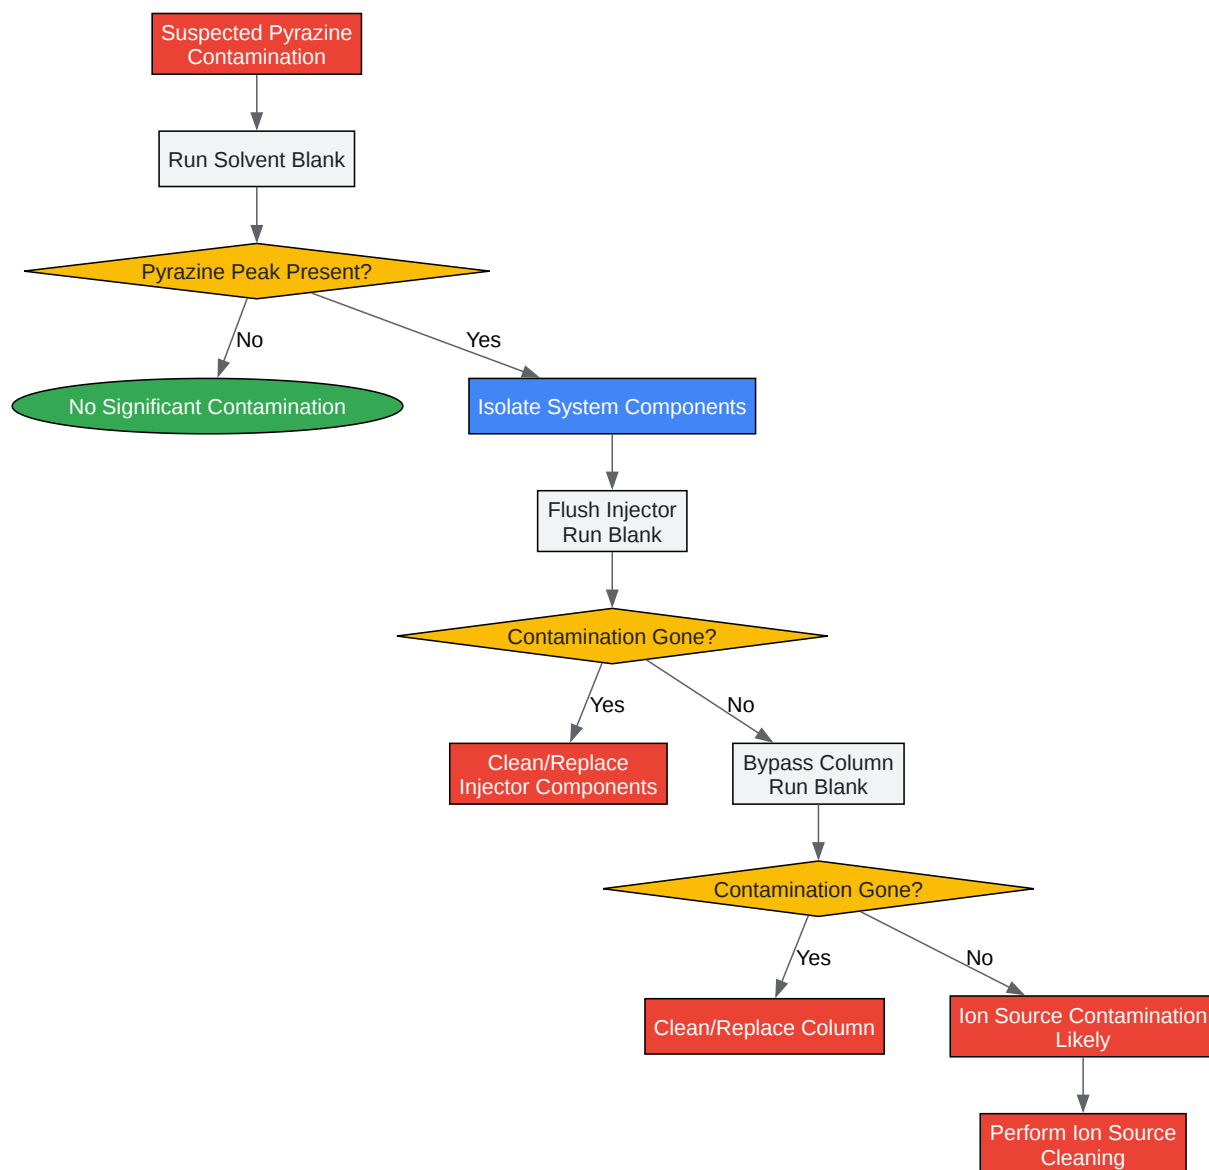 Suspected Pyrazine
Contamination
Run Solvent Blank
Pyrazine Peak Present?
No
Yes
No Significant Contamination
Isolate System Components
Flush Injector
Run Blank
Contamination Gone?
Yes
No
Clean/Replace
Injector Components
Bypass Column
Run Blank
Contamination Gone?
Yes
No
Clean/Replace Column
Ion Source Contamination
Likely
Perform Ion Source
Cleaning